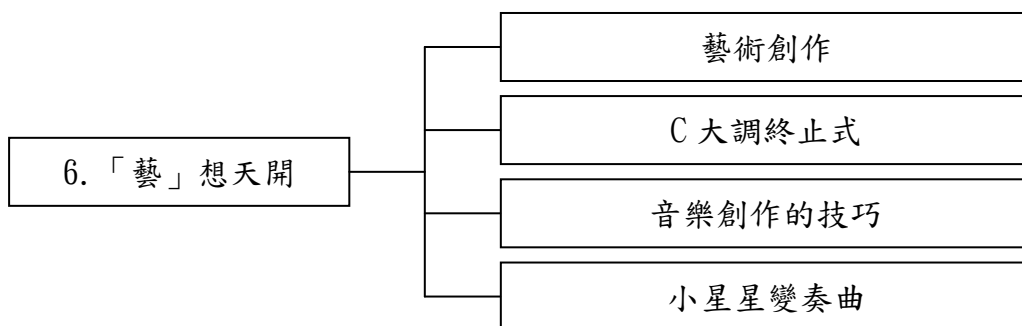 藝術創作
C 大調終止式
6.「藝」想天開
音樂創作的技巧
小星星變奏曲